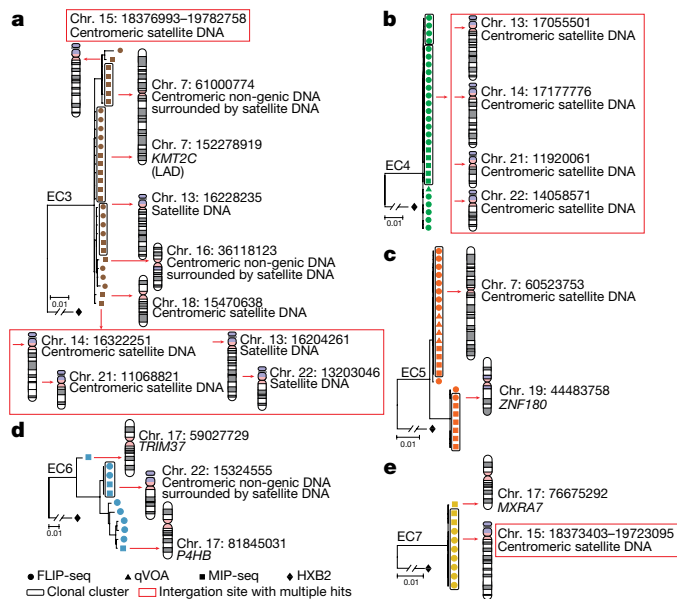 a
Chr. 15: 18376993–19782758
Centromeric satellite DNA
Chr. 7: 61000774
Centromeric non-genic DNA
surrounded by satellite DNA
Chr. 7: 152278919
KMT2C
(LAD)
EC3
Chr. 13: 16228235
Satellite DNA
Chr. 16: 36118123
Centromeric non-genic DNA
surrounded by satellite DNA
0.01
Chr. 18: 15470638
Centromeric satellite DNA
Chr. 14: 16322251
Centromeric satellite DNA
Chr. 13: 16204261
Satellite DNA
Chr. 21: 11068821
Centromeric satellite DNA
Chr. 22: 13203046
Satellite DNA
b
Chr. 13: 17055501
Centromeric satellite DNA
Chr. 14: 17177776
Centromeric satellite DNA
Chr. 21: 11920061
Centromeric satellite DNA
EC4
Chr. 22: 14058571
Centromeric satellite DNA
0.01
c
Chr. 7: 60523753
Centromeric satellite DNA
EC5
Chr. 19: 44483758
ZNF180
0.01
d
Chr. 17: 59027729
TRIM37
EC6
Chr. 22: 15324555
Centromeric non-genic DNA
surrounded by satellite DNA
0.01
Chr. 17: 81845031
P4HB
e
Chr. 17: 76675292
MXRA7
EC7
Chr. 15: 18373403–19723095
Centromeric satellite DNA
0.01
FLIP-seq qVOA MIP-seq HXB2
Clonal cluster Intergation site with multiple hits